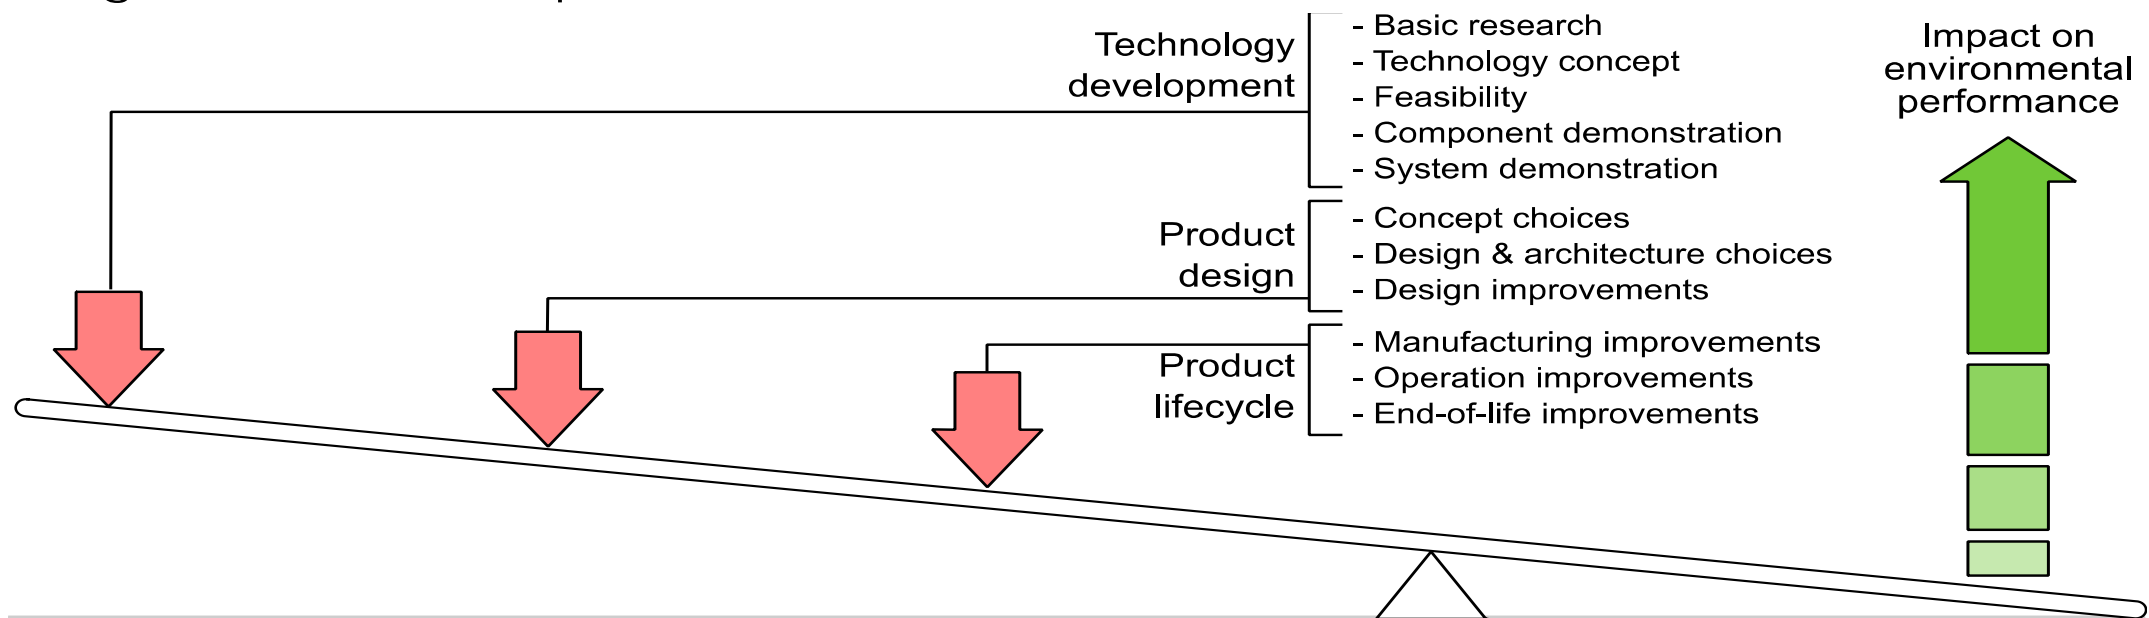 Technology
development
- Basic research
- Technology concept
- Feasibility
- Component demonstration
- System demonstration
Product
design
- Concept choices
- Design & architecture choices
- Design improvements
Product
lifecycle
- Manufacturing improvements
- Operation improvements
- End-of-life improvements
Impact on
environmental
performance